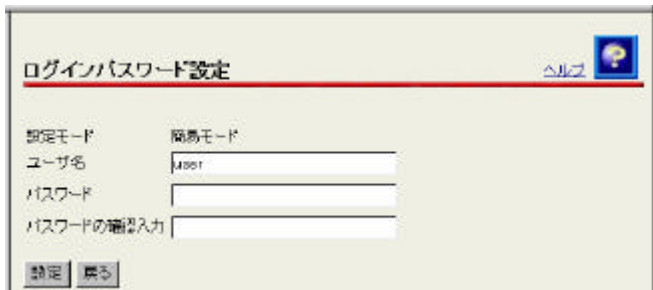 ログインパスワード設定 ヘルプ
設定モード 簡易モード
ユーザ名 user
パスワード
パスワードの確認入力
設定 戻る